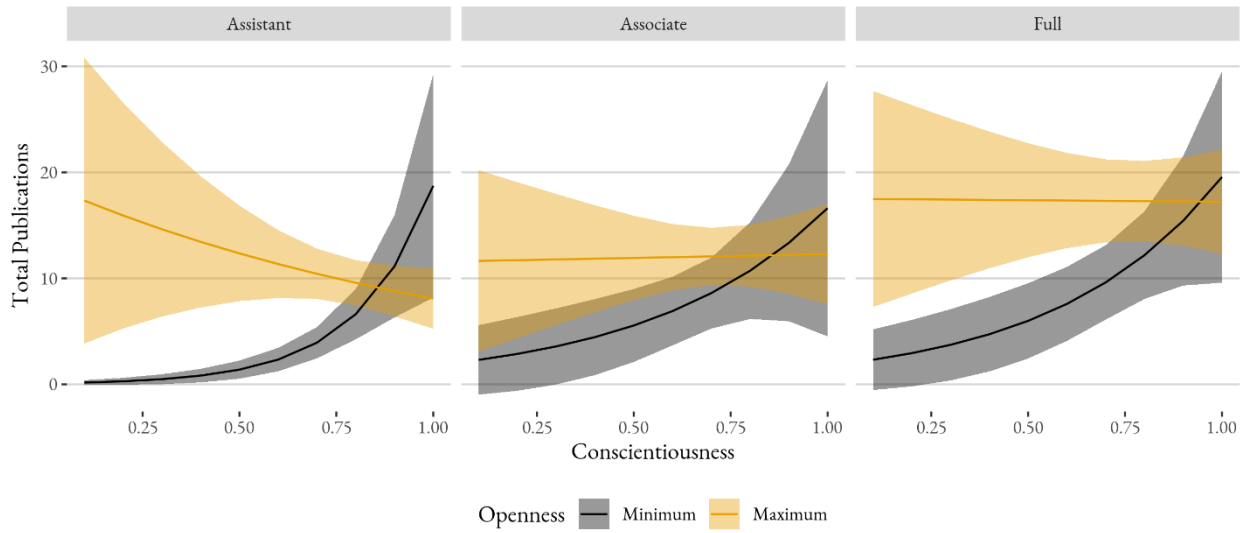 Assistant Associate Full
30
20
10
0
Total Publications
0.25 0.50 0.75 1.00 0.25 0.50 0.75 1.00 0.25 0.50 0.75 1.00
Conscientiousness
Openness Minimum Maximum